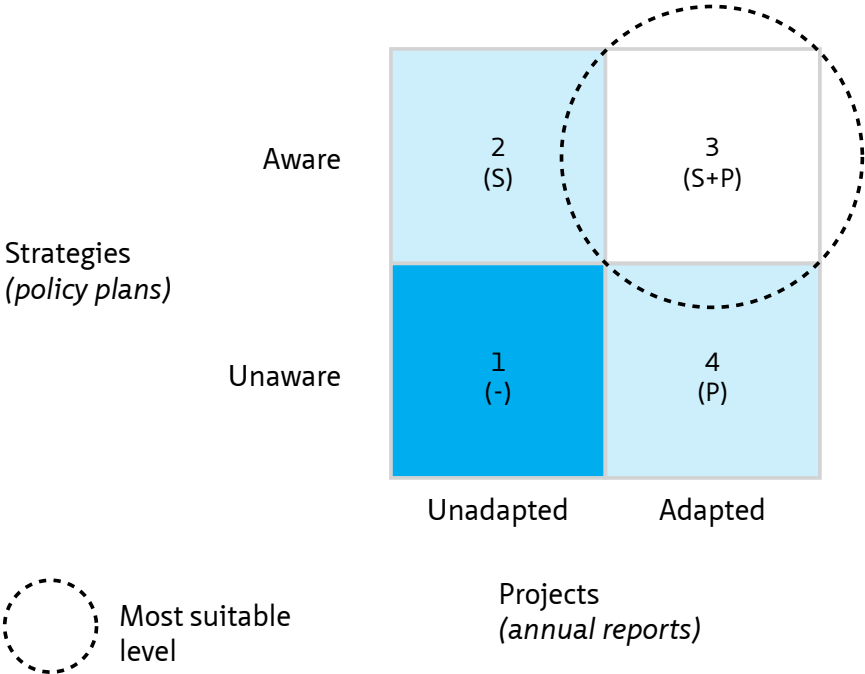 Aware
2
(S)
3
(S+P)
Strategies
(policy plans)
Unaware
1
(-)
4
(P)
Unadapted
Adapted
Projects
(annual reports)
Most suitable
level